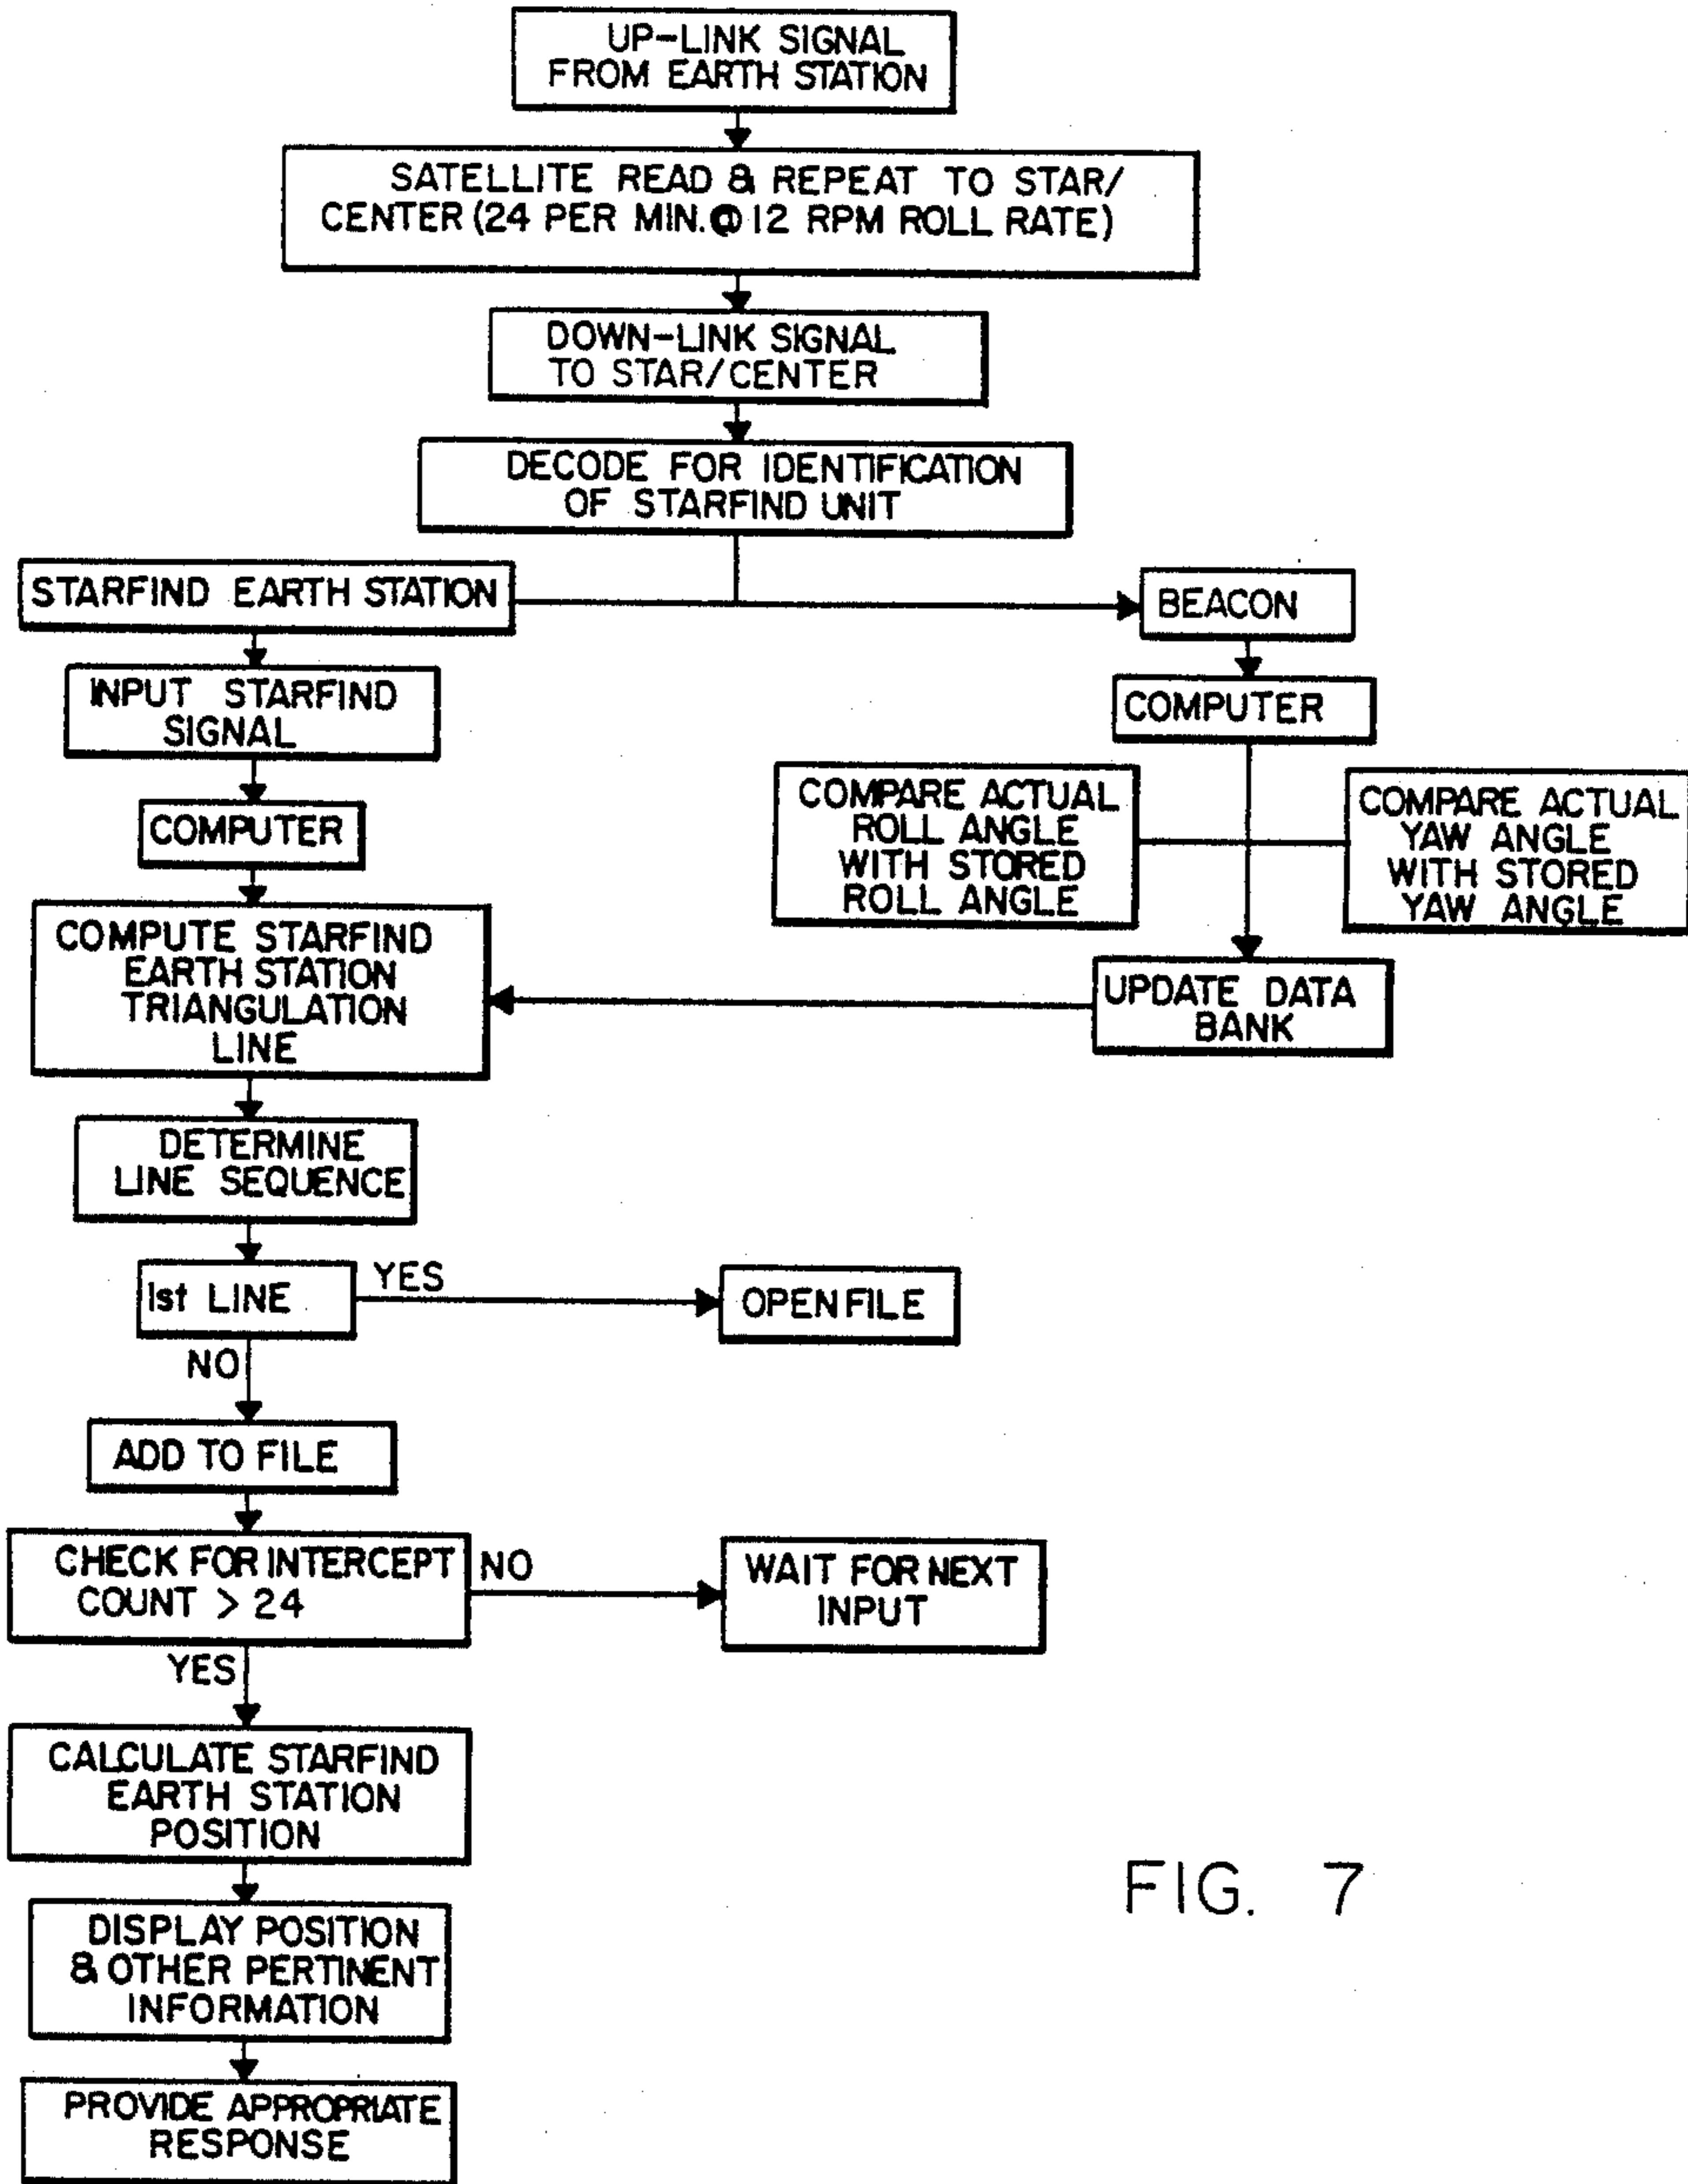 UP-LINK SIGNAL
FROM EARTH STATION
SATELLITE READ & REPEAT TO STAR/
CENTER (24 PER MIN. @ 12 RPM ROLL RATE)
DOWN-LINK SIGNAL
TO STAR/CENTER
DECODE FOR IDENTIFICATION
OF STARFIND UNIT
STARFIND EARTH STATION
BEACON
INPUT STARFIND
SIGNAL
COMPUTER
COMPUTER
COMPARE ACTUAL
ROLL ANGLE
WITH STORED
ROLL ANGLE
COMPARE ACTUAL
YAW ANGLE
WITH STORED
YAW ANGLE
COMPUTE STARFIND
EARTH STATION
TRIANGULATION
LINE
UPDATE DATA
BANK
DETERMINE
LINE SEQUENCE
1st LINE
YES
OPEN FILE
NO
ADD TO FILE
CHECK FOR INTERCEPT
COUNT > 24
NO
WAIT FOR NEXT
INPUT
YES
CALCULATE STARFIND
EARTH STATION
POSITION
DISPLAY POSITION
& OTHER PERTINENT
INFORMATION
PROVIDE APPROPRIATE
RESPONSE
FIG. 7